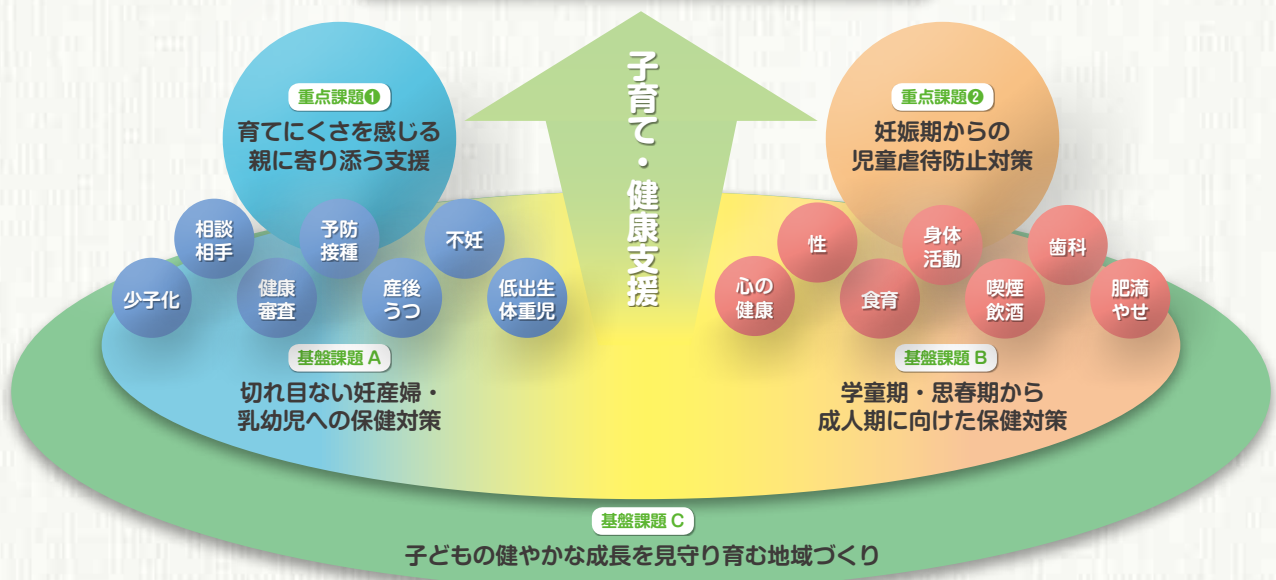 子育て・健康支援
重点課題❶
育てにくさを感じる
親に寄り添う支援
重点課題❷
妊娠期からの
児童虐待防止対策
相談
相手
予防
接種
不妊
少子化
健康
審査
産後
うつ
低出生
体重児
性
身体
活動
歯科
心の
健康
食育
喫煙
飲酒
肥満
やせ
基盤課題 A
切れ目ない妊産婦・
乳幼児への保健対策
基盤課題 B
学童期・思春期から
成人期に向けた保健対策
基盤課題 C
子どもの健やかな成長を見守り育む地域づくり